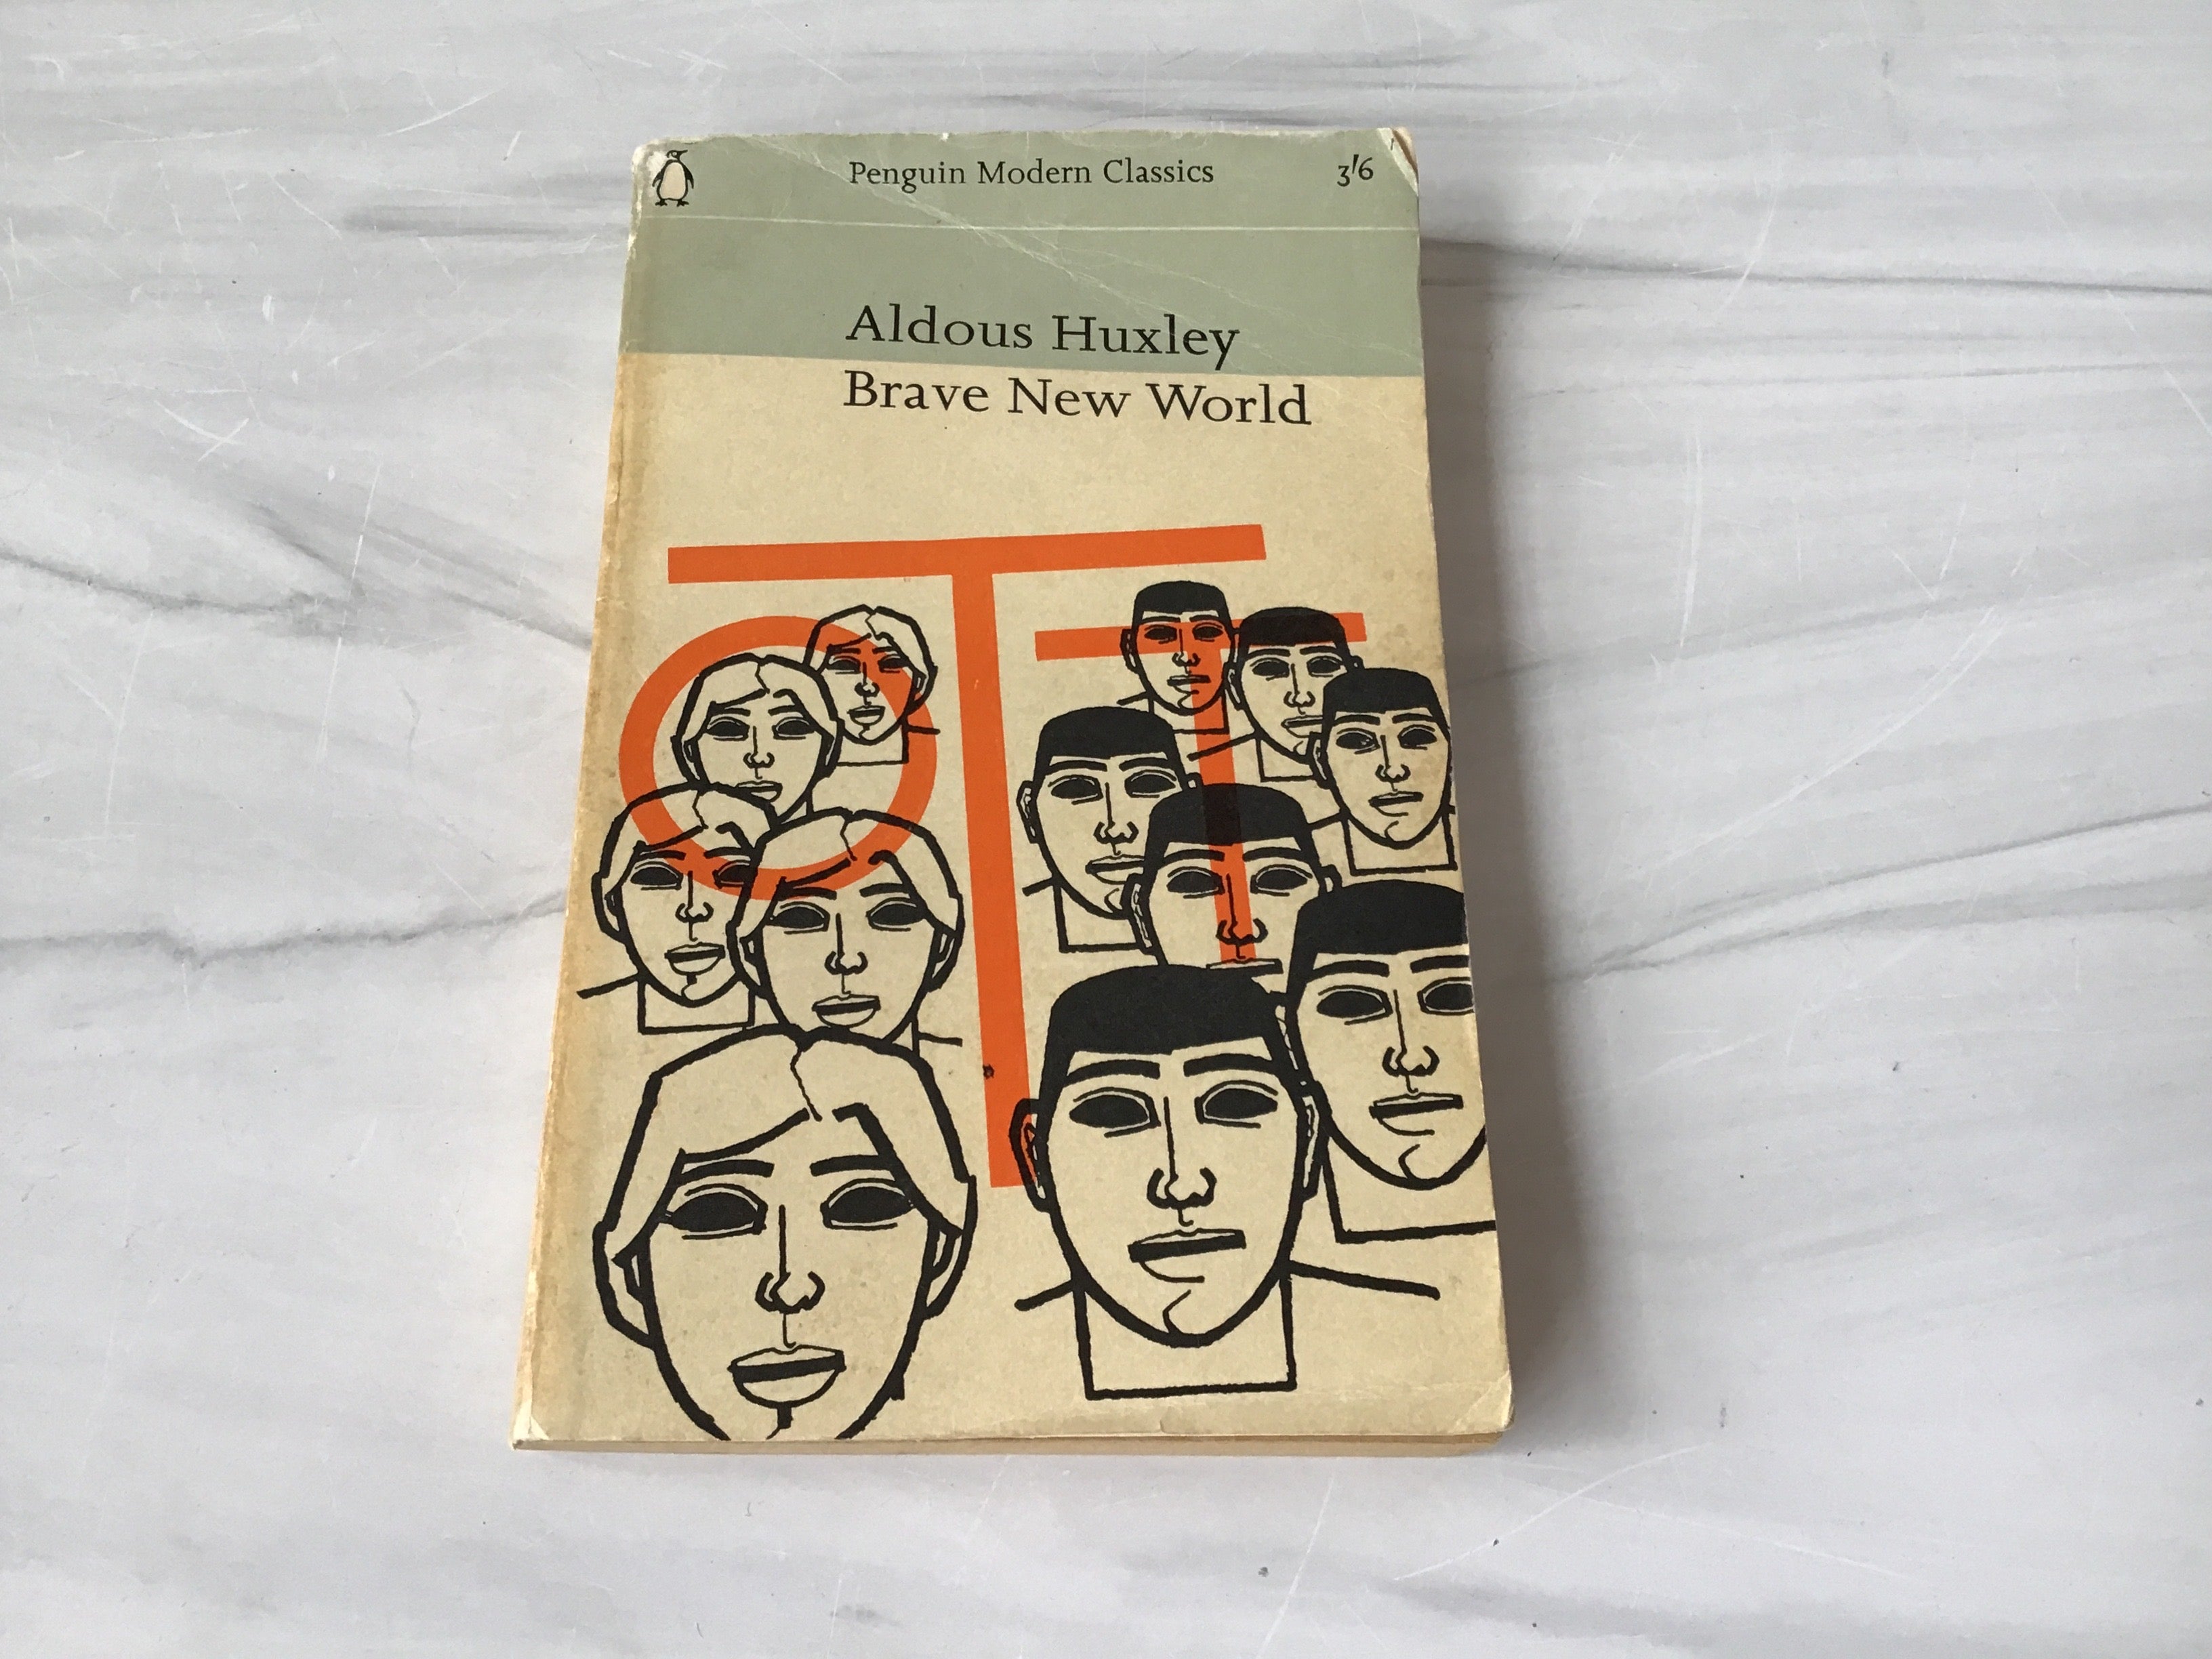 Penguin Modern Classics 3/6
Aldous Huxley
Brave New World
T
O T